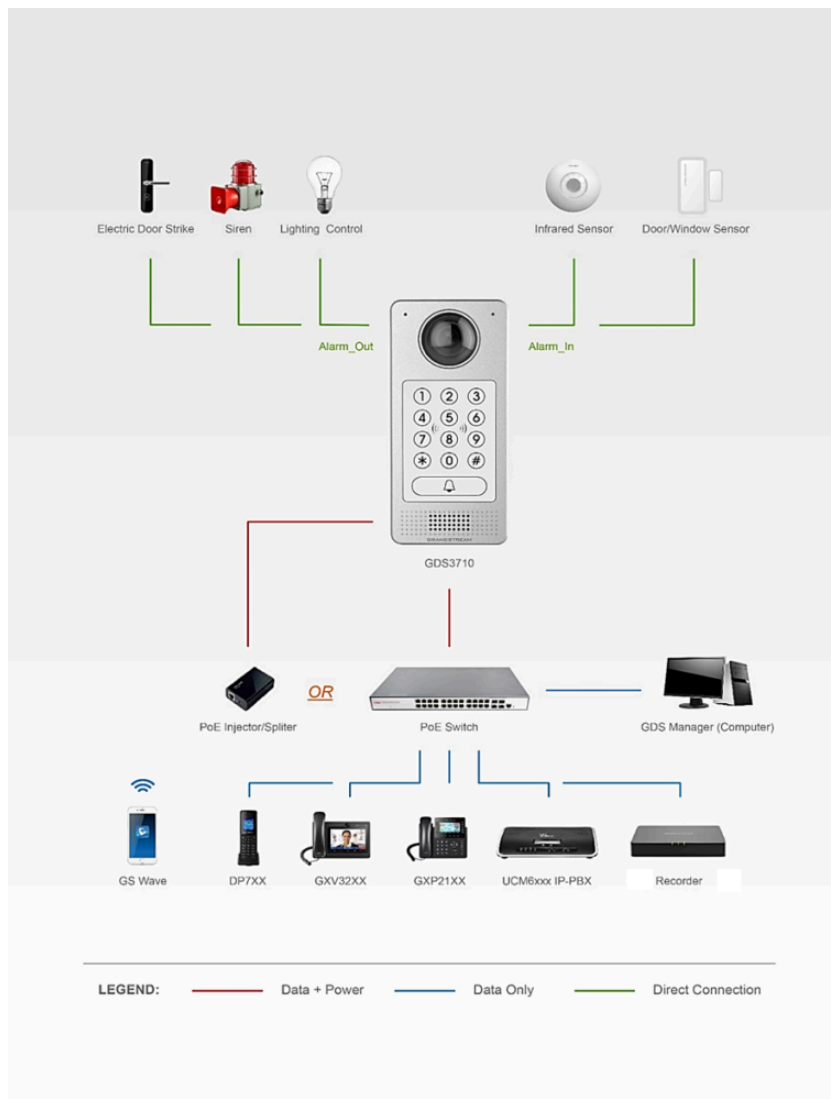 Electric Door Strike
Siren
Lighting Control
Infrared Sensor
Door/Window Sensor
Alarm_Out
Alarm_In
1 2 3
4 5 6
7 8 9
* 0 #
GRANDSTREAM
GDS3710
PoE Injector/Spliter
OR
PoE Switch
GDS Manager (Computer)
GS Wave
DP7XX
GXV32XX
GXP21XX
UCM6xxx IP-PBX
Recorder
LEGEND:
Data + Power
Data Only
Direct Connection